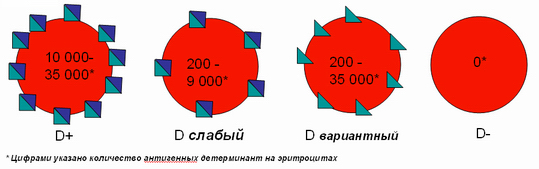 10 000-
35 000*
200 -
9 000*
200 -
35 000*
0*
D+
D слабый
D вариантный
D-
* Цифрами указано количество антигенных детерминант на эритроцитах